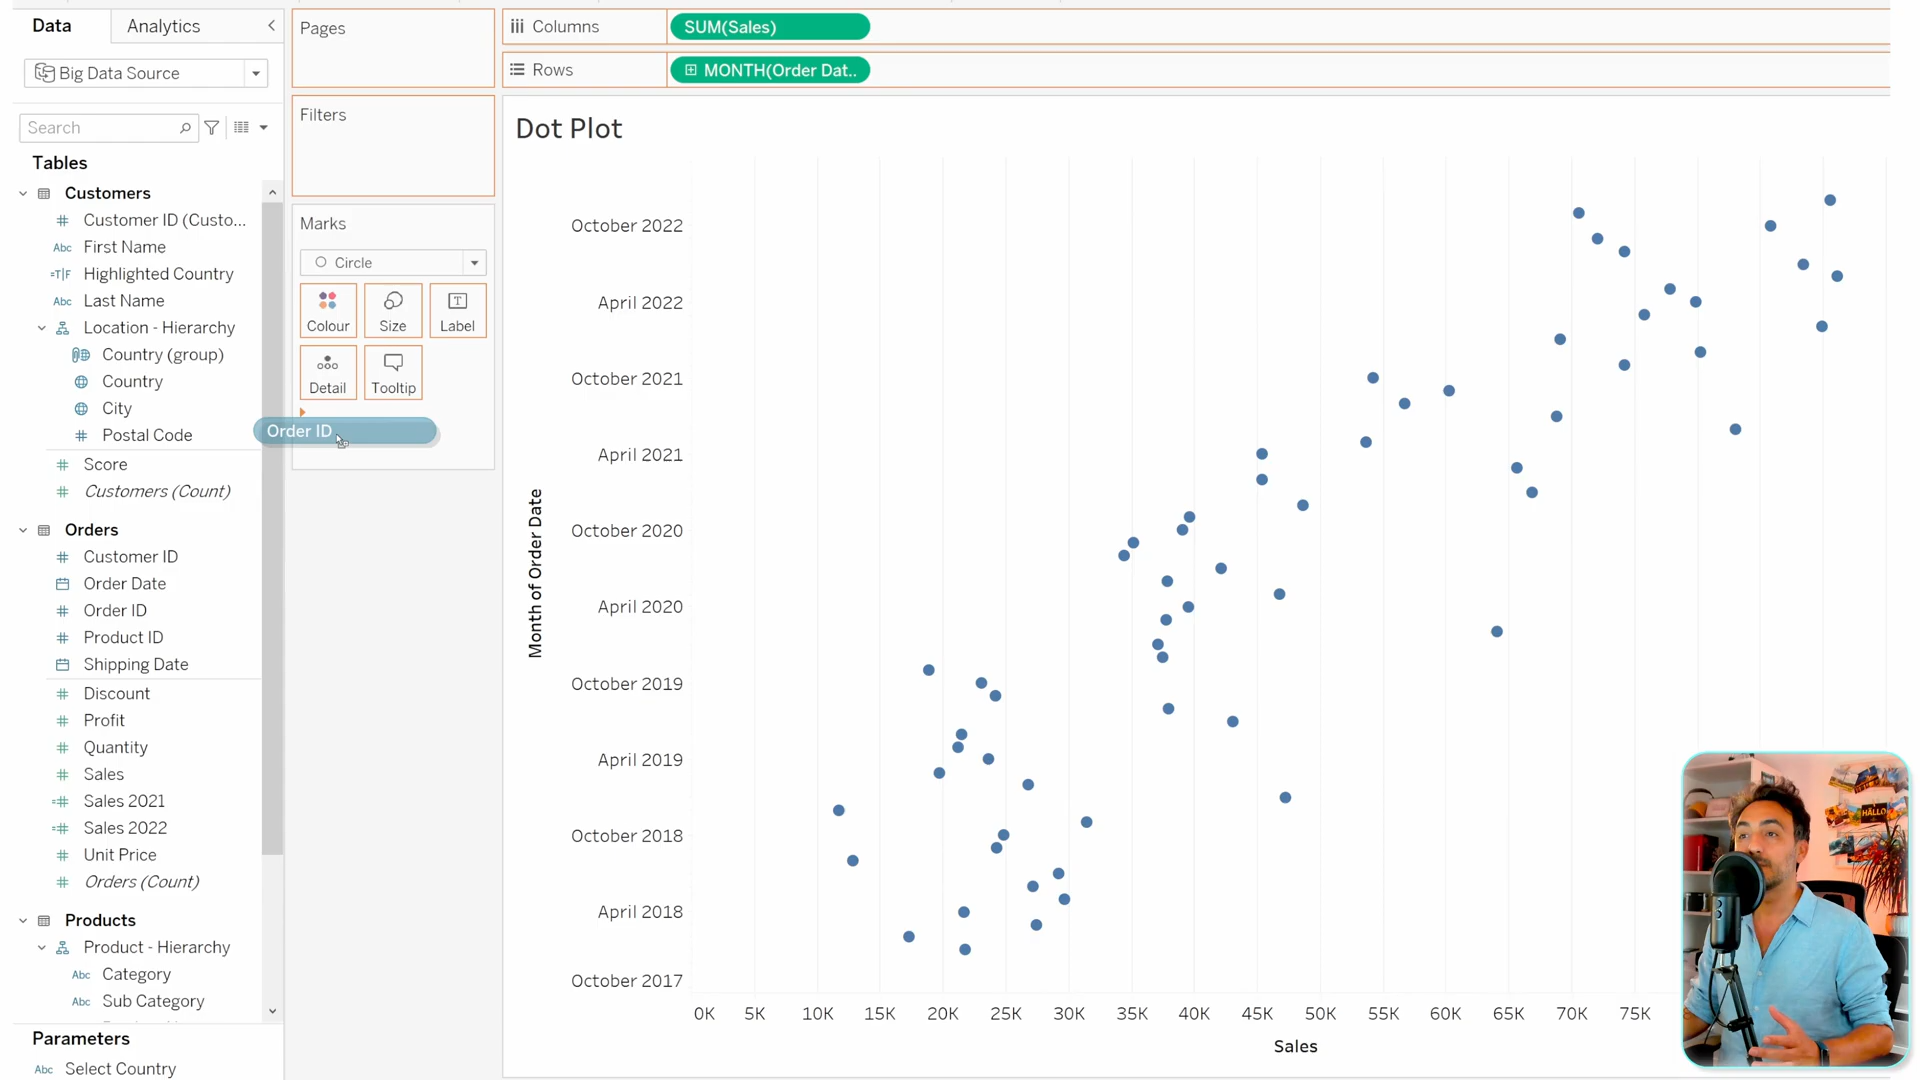 Data
Analytics
Big Data Source
Search
Tables
Customers
Customer ID (Custo...
Abc First Name
=T|F Highlighted Country
Abc Last Name
Location - Hierarchy
Country (group)
Country
City
Postal Code
Score
Customers (Count)
Orders
Customer ID
Order Date
Order ID
Product ID
Shipping Date
Discount
Profit
Quantity
Sales
Sales 2021
Sales 2022
Unit Price
Orders (Count)
Products
Product - Hierarchy
Abc Category
Abc Sub Category
Parameters
Abc Select Country
Pages
Filters
Marks
Circle
Colour
Size
Label
Detail
Tooltip
Order ID
Columns
SUM(Sales)
Rows
MONTH(Order Dat..
Dot Plot
Month of Order Date
October 2022
April 2022
October 2021
April 2021
October 2020
April 2020
October 2019
April 2019
October 2018
April 2018
October 2017
0K 5K 10K 15K 20K 25K 30K 35K 40K 45K 50K 55K 60K 65K 70K 75K
Sales